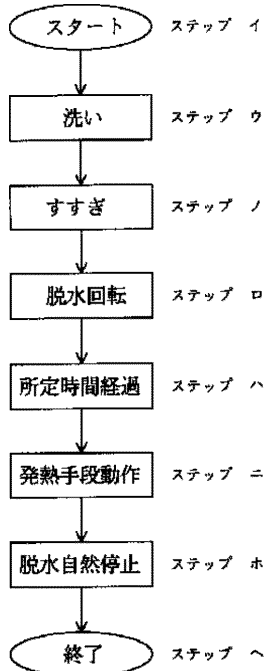 スタート ステップ イ
洗い ステップ ウ
すすぎ ステップ ノ
脱水回転 ステップ ロ
所定時間経過 ステップ ハ
発熱手段動作 ステップ ニ
脱水自然停止 ステップ ホ
終了 ステップ ヘ